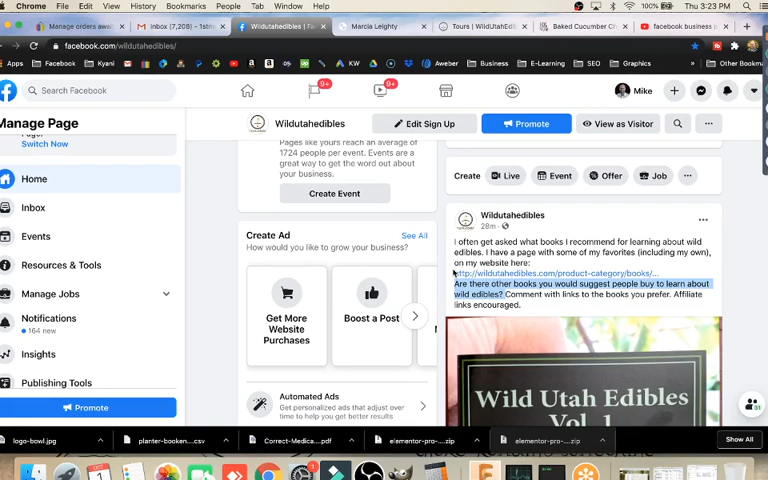 Chrome File Edit View History Bookmarks People Tab Window Help 100% Thu 3:23 PM
Manage orders awai Inbox (7,208) - 1stm Wildutahedibles | Fa Marcia Leighty Tours | WildUtahEdi Baked Cucumber Ch facebook business
facebook.com/wildutahedibles/
Apps Facebook Kyani KW Aweber Business E-Learning SEO Graphics Other Bookma
Search Facebook 9+ 9+ Mike
Manage Page
Page?
Switch Now
Home
Inbox
Events
Resources & Tools
Manage Jobs
Notifications
164 new
Insights
Publishing Tools
Promote
Wildutahedibles Edit Sign Up Promote View as Visitor
Pages like yours reach an average of
1724 people per event. Events are a
great way to get the word out about
your business.
Create Event
Create Ad See All
How would you like to grow your business?
Get More
Website
Purchases
Boost a Post
Automated Ads
Get personalized ads that adjust over
time to help you get better results
Create Live Event Offer Job
Wildutahedibles
28m
I often get asked what books I recommend for learning about wild
edibles. I have a page with some of my favorites (including my own),
on my website here:
http://wildutahedibles.com/product-category/books/...
Are there other books you would suggest people buy to learn about
wild edibles? Comment with links to the books you prefer. Affiliate
links encouraged.
Wild Utah Edibles
Vol. 1
logo-bowl.jpg planter-booken....csv Correct-Medica....pdf elementor-pro-....zip elementor-pro-....zip Show All